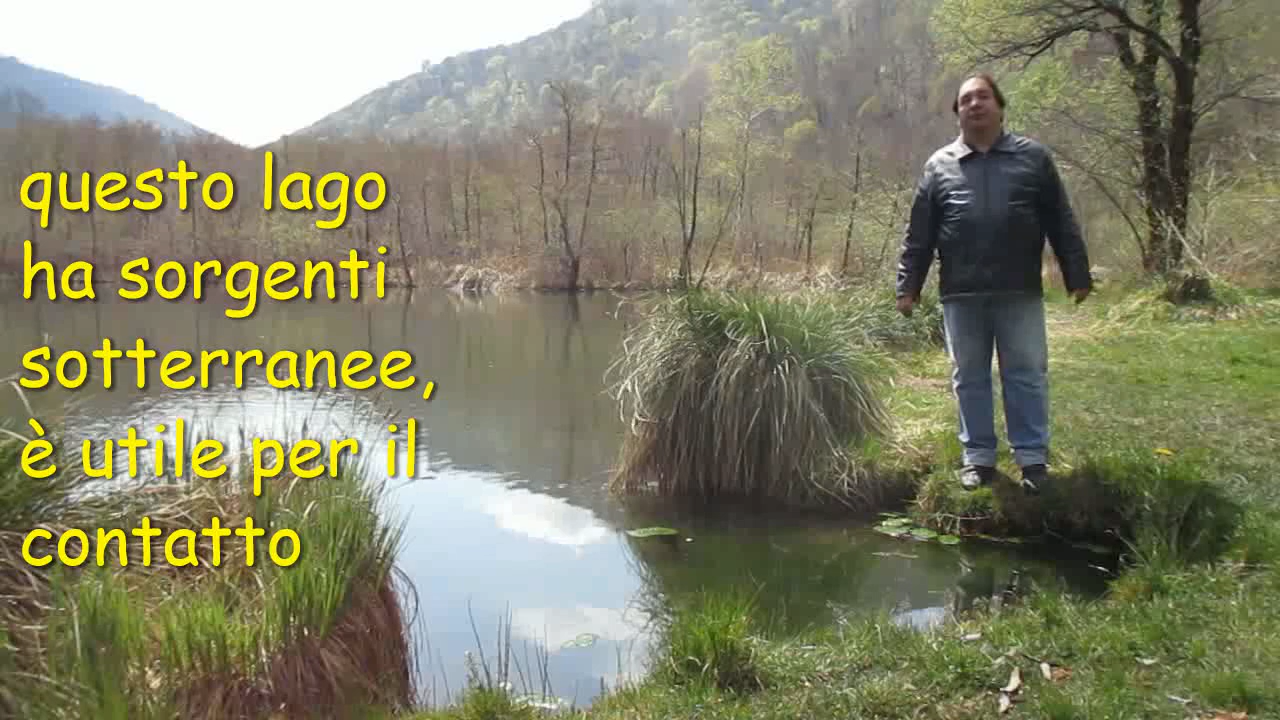 questo lago
ha sorgenti
sotterranee,
è utile per il
contatto